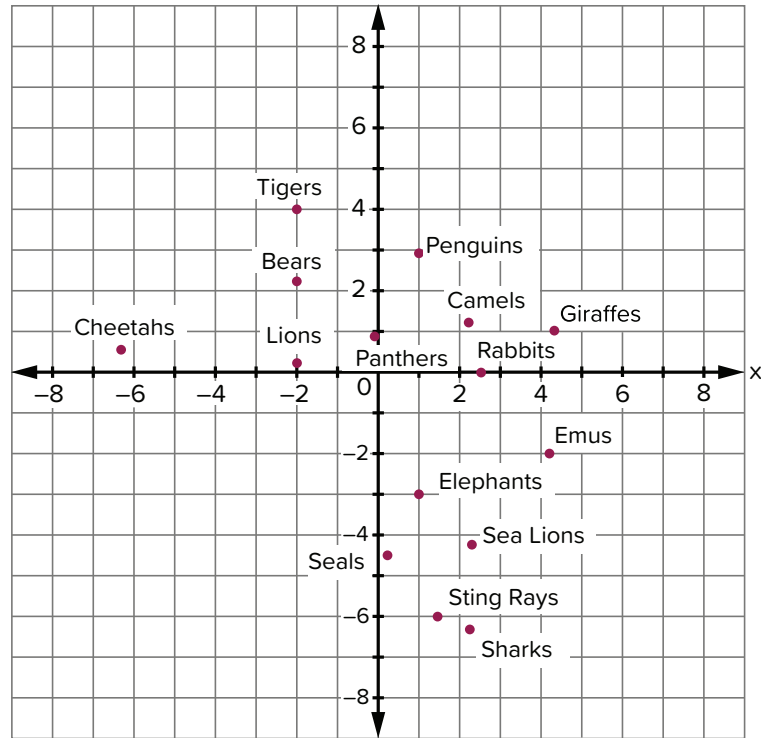 8
6
Tigers
4
Penguins
Bears
2
Camels
Giraffes
Cheetahs
Lions
Panthers
Rabbits
x
−8
−6
−4
−2
0
2
4
6
8
Emus
−2
Elephants
−4
Sea Lions
Seals
Sting Rays
−6
Sharks
−8